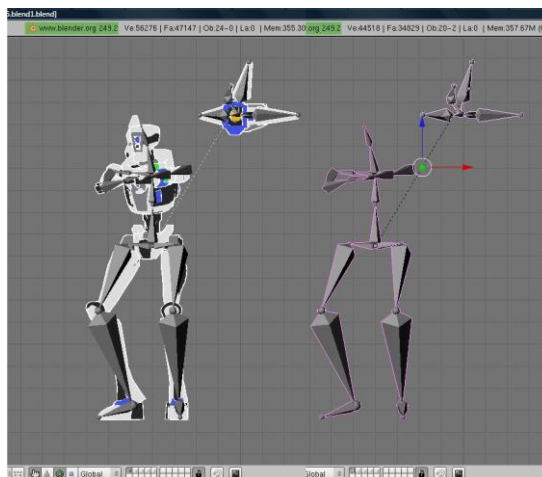 5.blend1.blend]
www.blender.org 249.2 Ve:56276 | Fa:47147 | Ob:24-0 | La:0 | Mem:355.30 org 249.2 Ve:44518 | Fa:34829 | Ob:20-2 | La:0 | Mem:357.67M (
Global Global